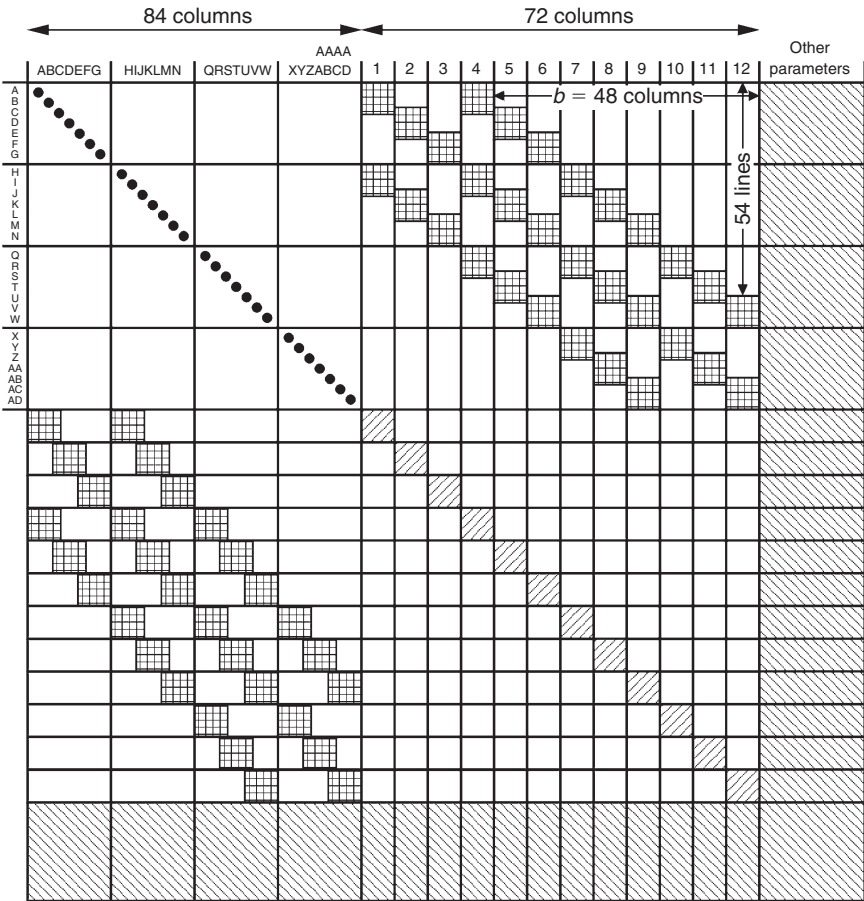 84 columns 72 columns
AAAA
ABCDEFG HIJKLMN QRSTUVW XYZABCD 1 2 3 4 5 6 7 8 9 10 11 12 Other parameters
b = 48 columns
54 lines
A
B
C
D
E
F
G
H
I
J
K
L
M
N
Q
R
S
T
U
V
W
X
Y
Z
AA
AB
AC
AD